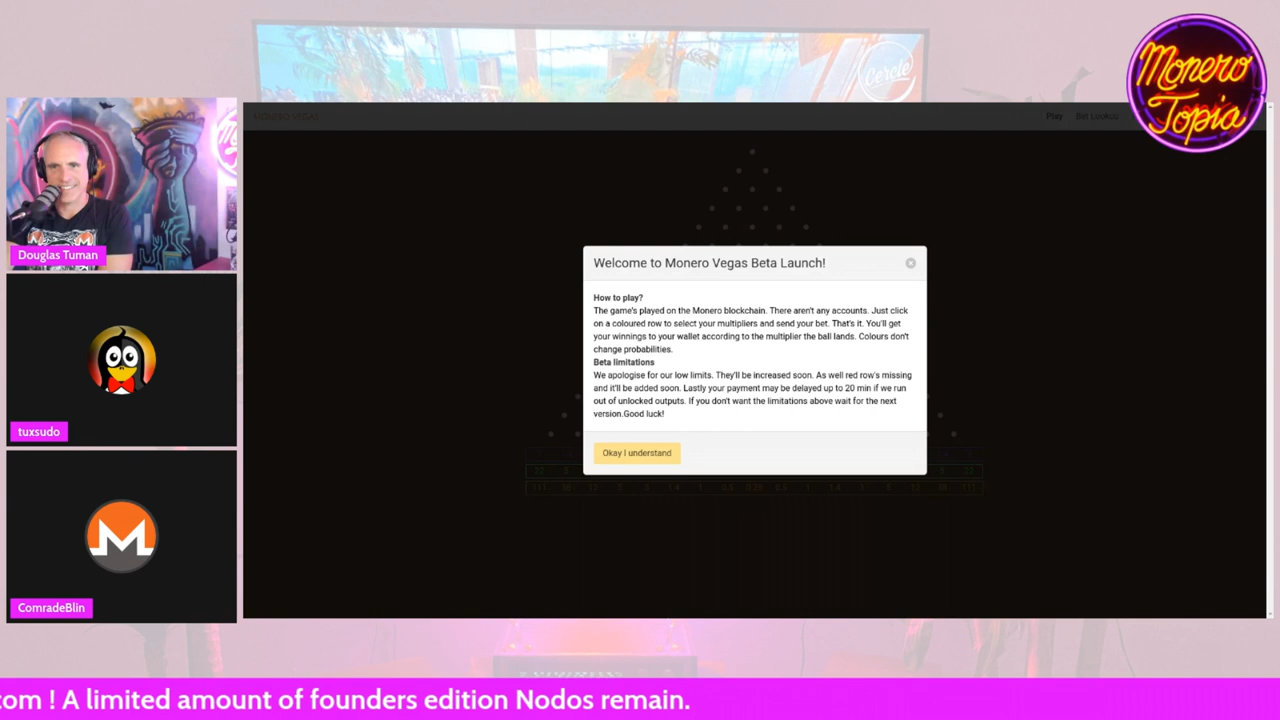 Cercle
Monero
Topia
MONERO VEGAS
Play
Bet Lookup
Douglas Tuman
tuxsudo
ComradeBlin
Welcome to Monero Vegas Beta Launch!
How to play?
The game's played on the Monero blockchain. There aren't any accounts. Just click
on a coloured row to select your multipliers and send your bet. That's it. You'll get
your winnings to your wallet according to the multiplier the ball lands. Colours don't
change probabilities.
Beta limitations
We apologise for our low limits. They'll be increased soon. As well red row's missing
and it'll be added soon. Lastly your payment may be delayed up to 20 min if we run
out of unlocked outputs. If you don't want the limitations above wait for the next
version.Good luck!
Okay I understand
com ! A limited amount of founders edition Nodos remain.